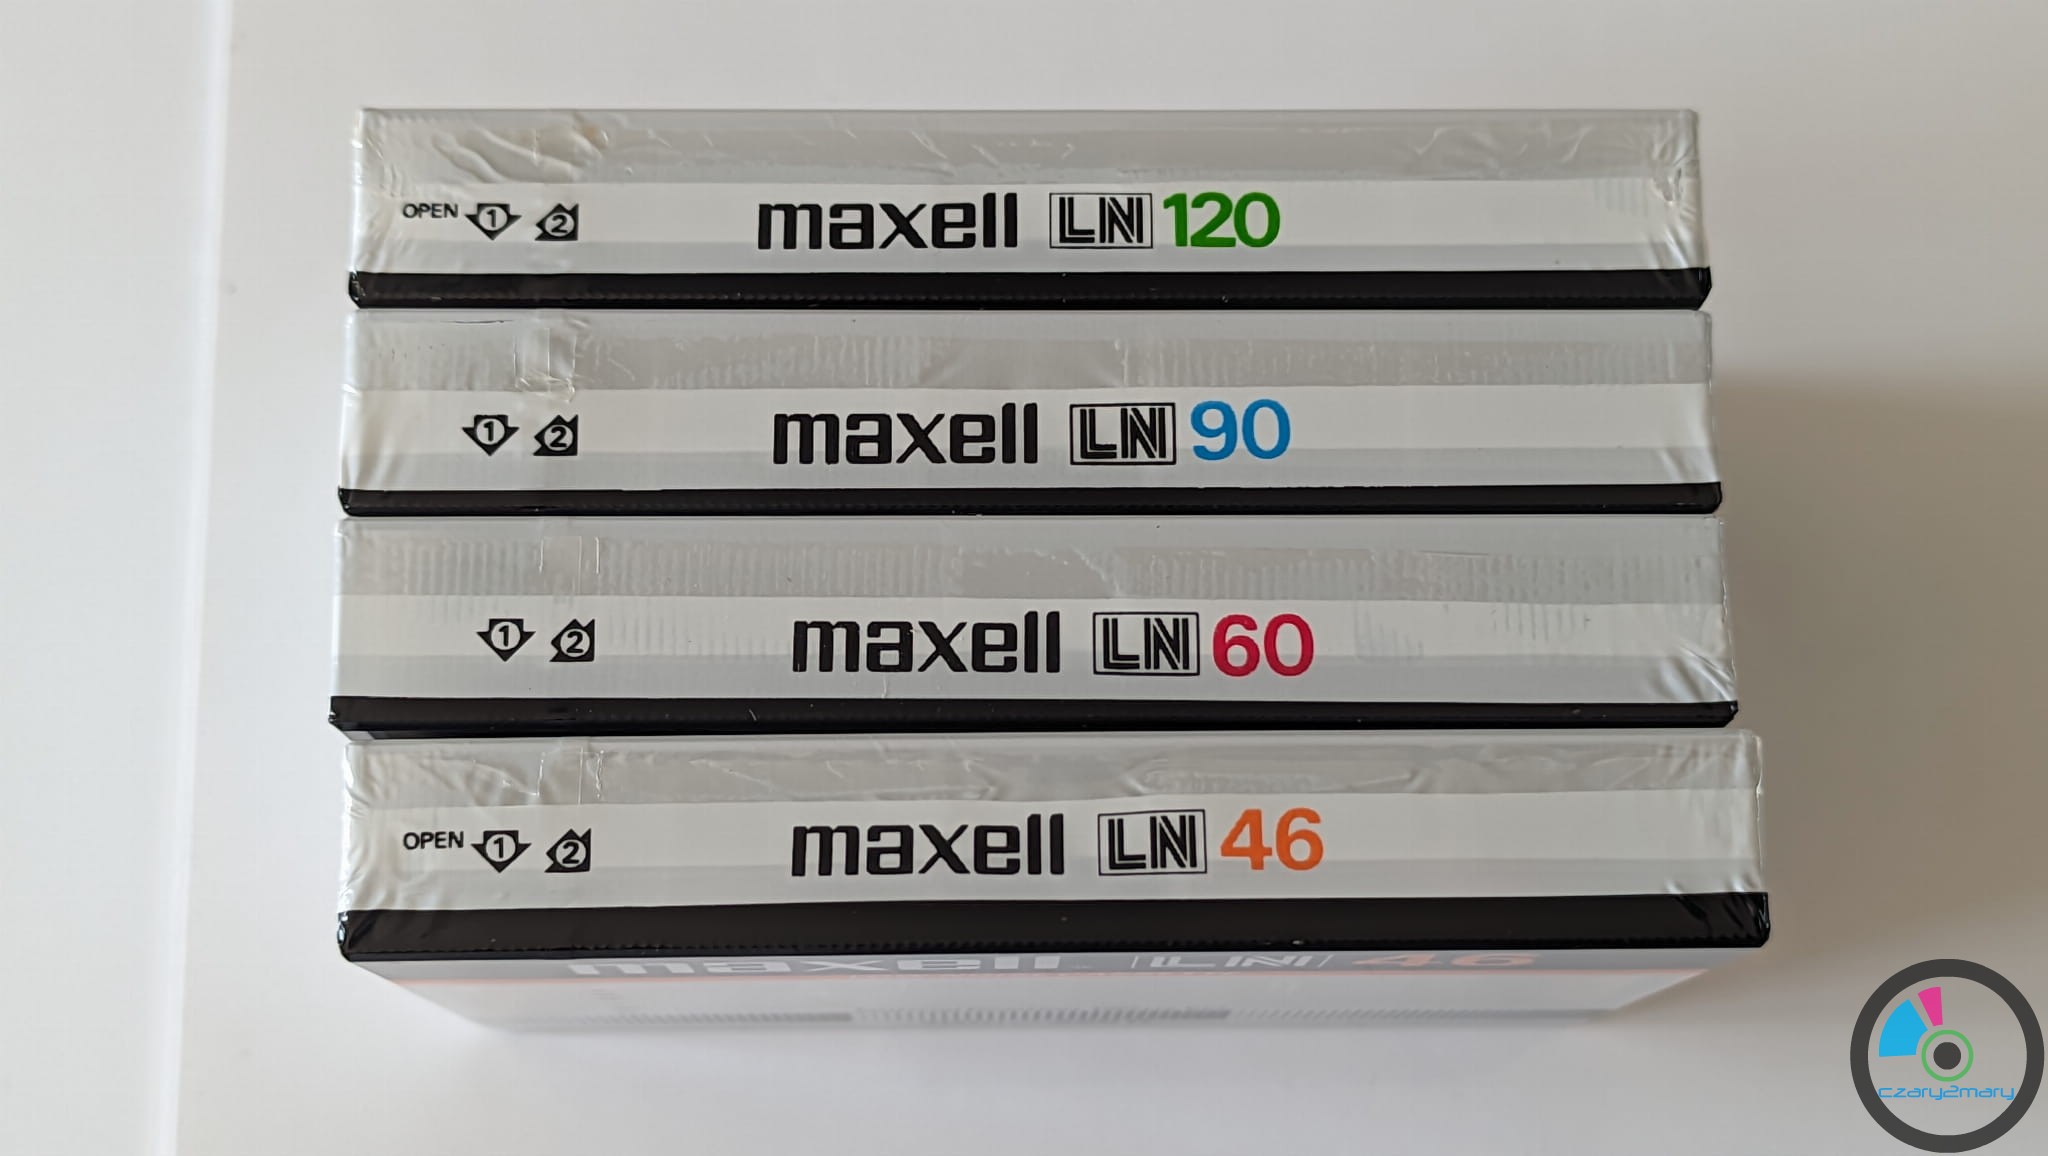 OPEN 1 2 maxell LN 120
1 2 maxell LN 90
1 2 maxell LN 60
OPEN 1 2 maxell LN 46
maxell LN 46
czary2mary